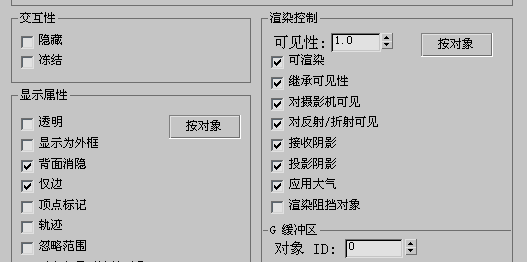 交互性
隐藏
冻结
显示属性
透明
按对象
显示为外框
背面消隐
仅边
顶点标记
轨迹
忽略范围
渲染控制
可见性: 1.0
按对象
可渲染
继承可见性
对摄影机可见
对反射/折射可见
接收阴影
投影阴影
应用大气
渲染阻挡对象
G 缓冲区
对象 ID: 0